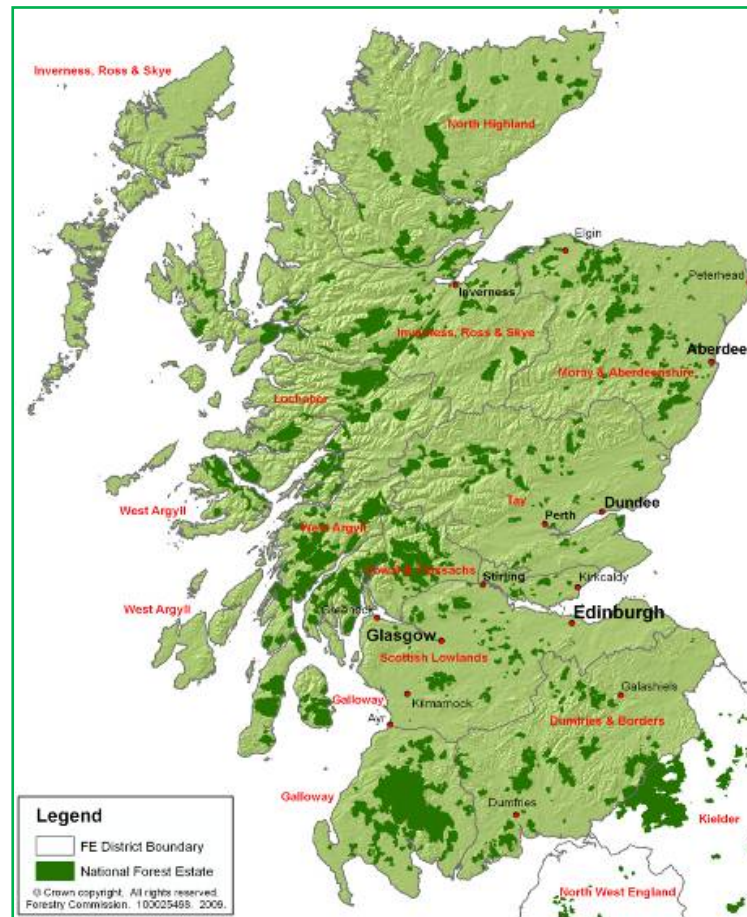 Inverness, Ross & Skye
North Highland
Elgin
Peterhead
Inverness
Inverness, Ross & Skye
Aberdee
Moray & Aberdeenshire
Lochaber
Tay
Dundee
West Argyll
Perth
West Argyll
Cowal & Trossachs
Stirling
Kirkcaldy
West Argyll
Greenock
Edinburgh
Glasgow
Scottish Lowlands
Galloway
Kilmarnock
Galashiels
Ayr
Dumfries & Borders
Galloway
Dumfries
Kielder
North West England
Legend
FE District Boundary
National Forest Estate
© Crown copyright. All rights reserved.
Forestry Commission. 100025498. 2009.